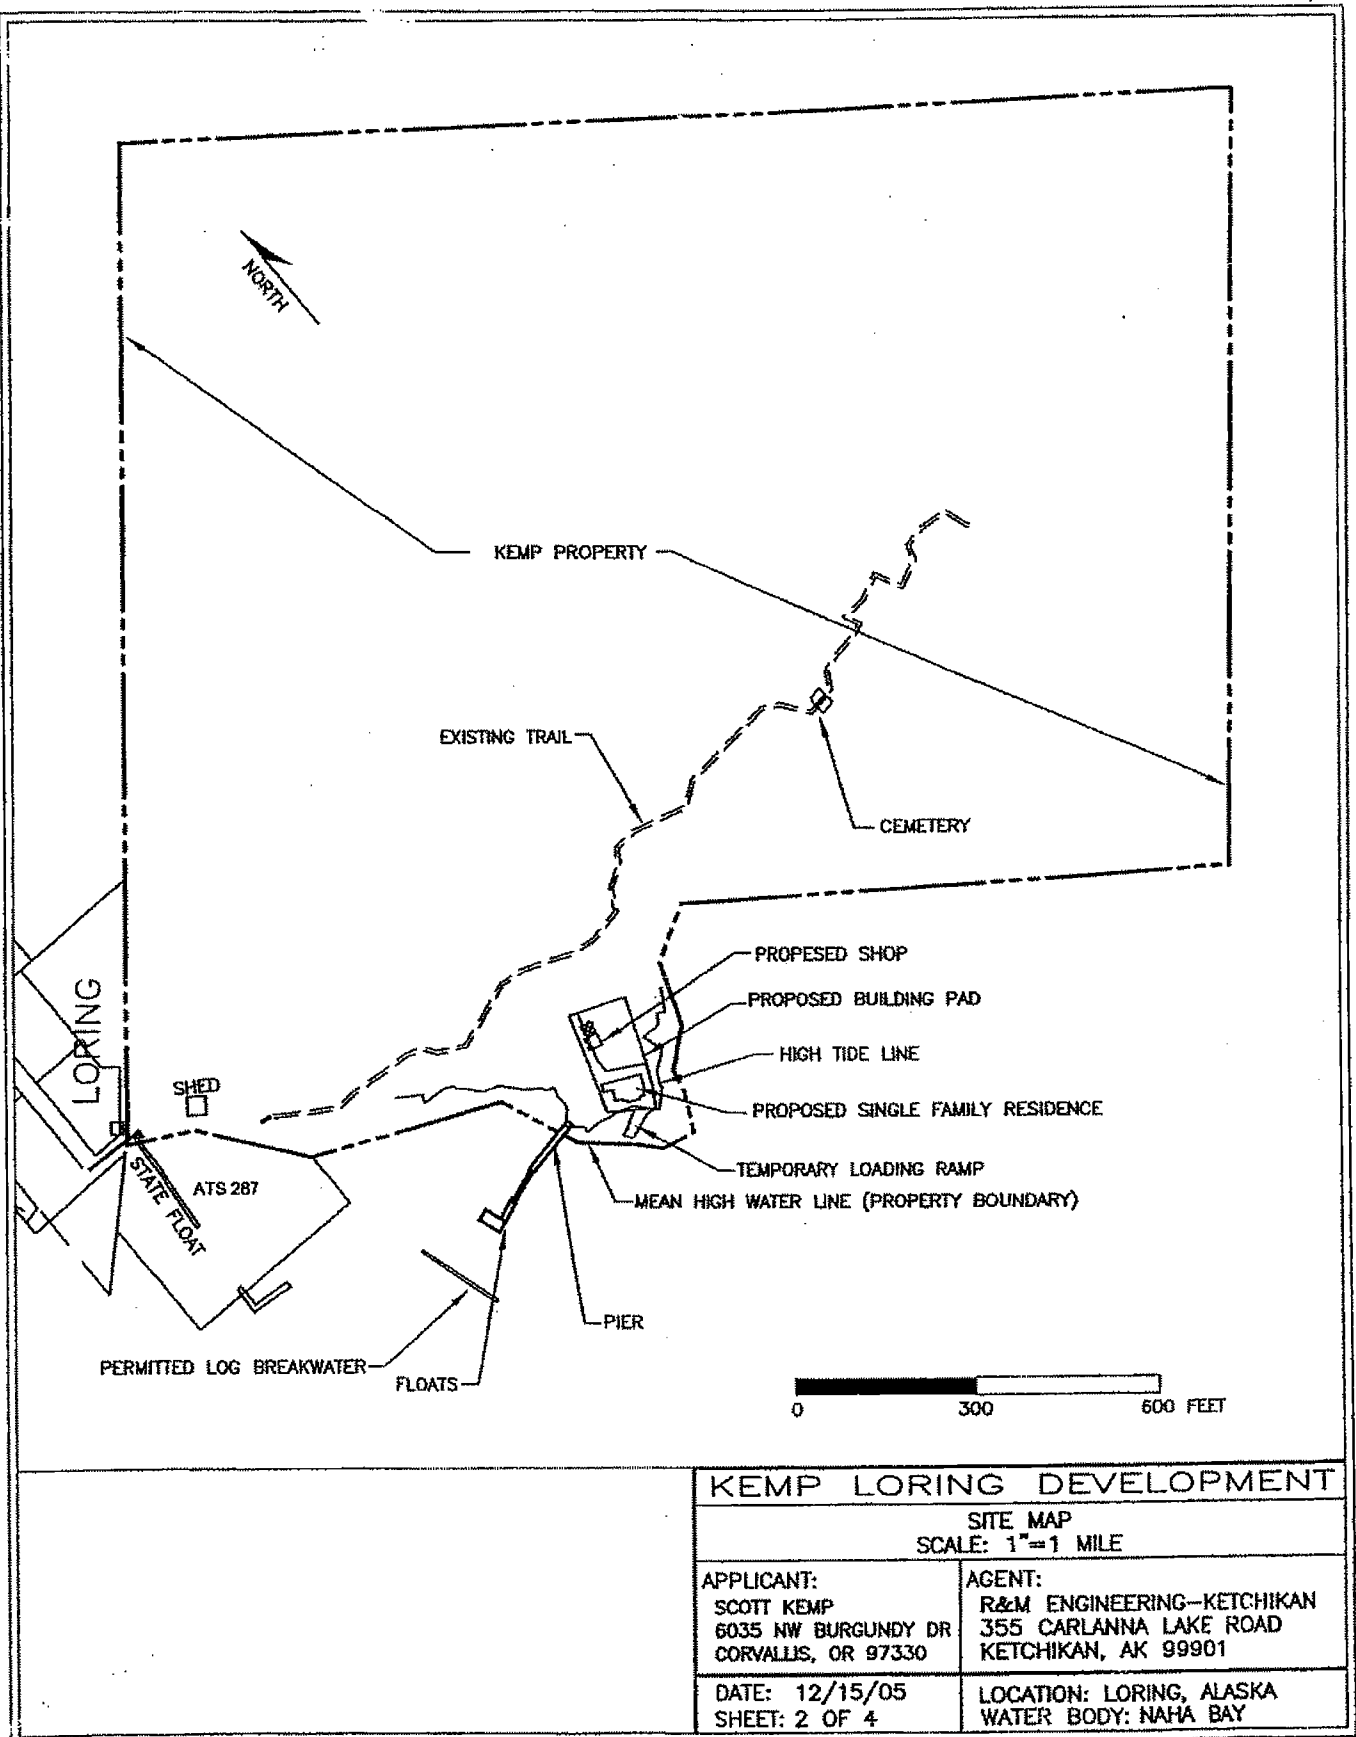 NORTH
KEMP PROPERTY
EXISTING TRAIL
CEMETERY
PROPESED SHOP
PROPOSED BUILDING PAD
HIGH TIDE LINE
PROPOSED SINGLE FAMILY RESIDENCE
TEMPORARY LOADING RAMP
MEAN HIGH WATER LINE (PROPERTY BOUNDARY)
LORING
SHED
STATE FLOAT
ATS 287
PIER
PERMITTED LOG BREAKWATER
FLOATS
0 300 600 FEET
KEMP LORING DEVELOPMENT
SITE MAP
SCALE: 1"=1 MILE
APPLICANT:
SCOTT KEMP
6035 NW BURGUNDY DR
CORVALLIS, OR 97330
AGENT:
R&M ENGINEERING-KETCHIKAN
355 CARLANNA LAKE ROAD
KETCHIKAN, AK 99901
DATE: 12/15/05
SHEET: 2 OF 4
LOCATION: LORING, ALASKA
WATER BODY: NAHA BAY